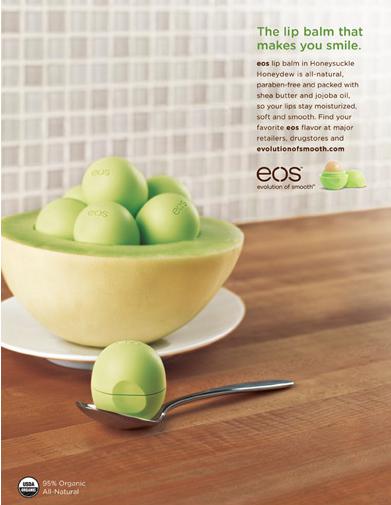 The lip balm that
makes you smile.
eos lip balm in Honeysuckle
Honeydew is all-natural,
paraben-free and packed with
shea butter and jojoba oil,
so your lips stay moisturized,
soft and smooth. Find your
favorite eos flavor at major
retailers, drugstores and
evolutionofsmooth.com
eos
evolution of smooth™
eos
eos
eos
USDA
ORGANIC
95% Organic
All-Natural